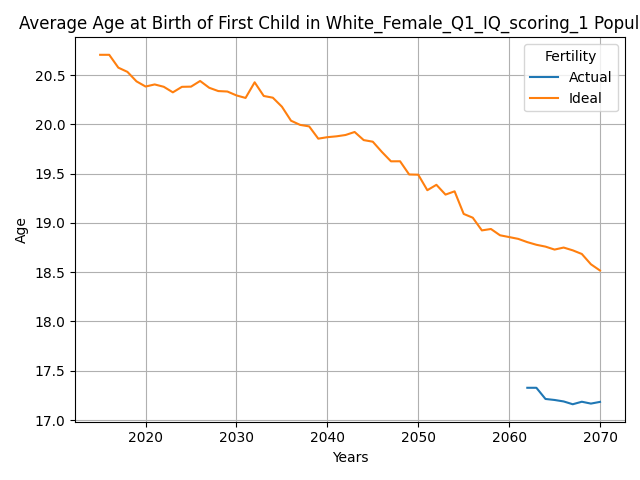 Average Age at Birth of First Child in White_Female_Q1_IQ_scoring_1 Popul
Fertility
Actual
Ideal
20.5
20.0
19.5
19.0
18.5
18.0
17.5
17.0
Age
2020 2030 2040 2050 2060 2070
Years